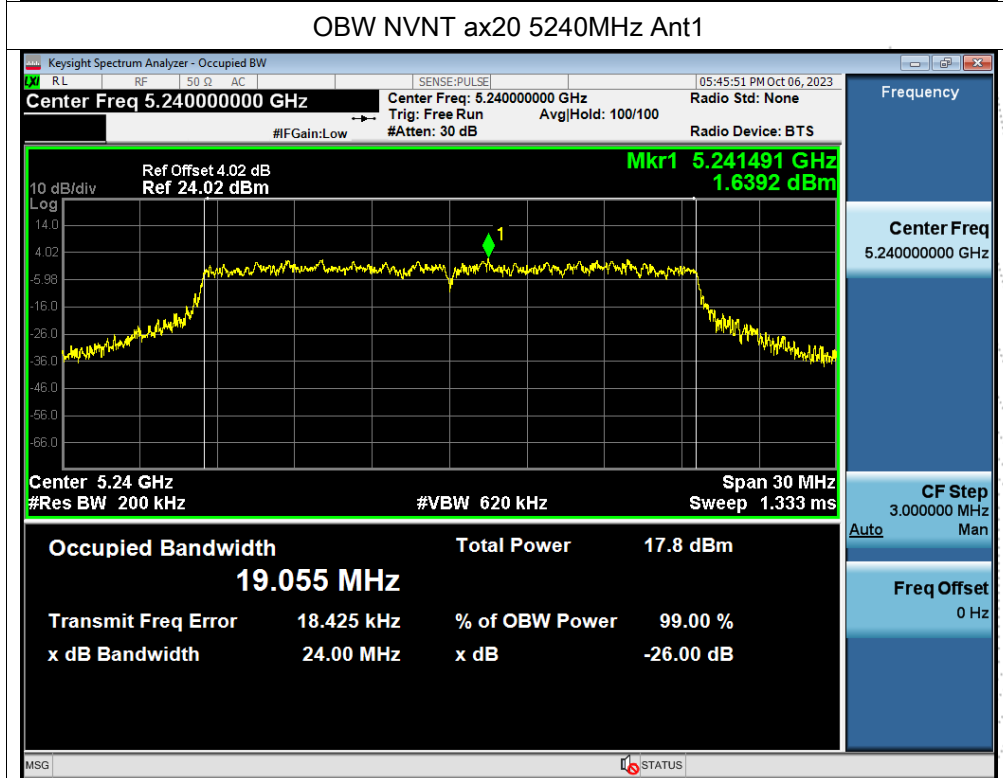 OBW NVNT ax20 5240MHz Ant1
Keysight Spectrum Analyzer - Occupied BW
LXI RL RF 50 Ω AC SENSE:PULSE 05:45:51 PM Oct 06, 2023
Center Freq 5.240000000 GHz
Center Freq: 5.240000000 GHz
Radio Std: None
Trig: Free Run Avg|Hold: 100/100
#IFGain:Low #Atten: 30 dB Radio Device: BTS
Mkr1 5.241491 GHz
1.6392 dBm
Ref Offset 4.02 dB
10 dB/div Ref 24.02 dBm
Log
14.0
1
4.02
-5.98
-16.0
-26.0
-36.0
-46.0
-56.0
-66.0
Center 5.24 GHz Span 30 MHz
#Res BW 200 kHz #VBW 620 kHz Sweep 1.333 ms
Occupied Bandwidth Total Power 17.8 dBm
19.055 MHz
Transmit Freq Error 18.425 kHz % of OBW Power 99.00 %
x dB Bandwidth 24.00 MHz x dB -26.00 dB
Frequency
Center Freq
5.240000000 GHz
CF Step
3.000000 MHz
Auto Man
Freq Offset
0 Hz
MSG STATUS